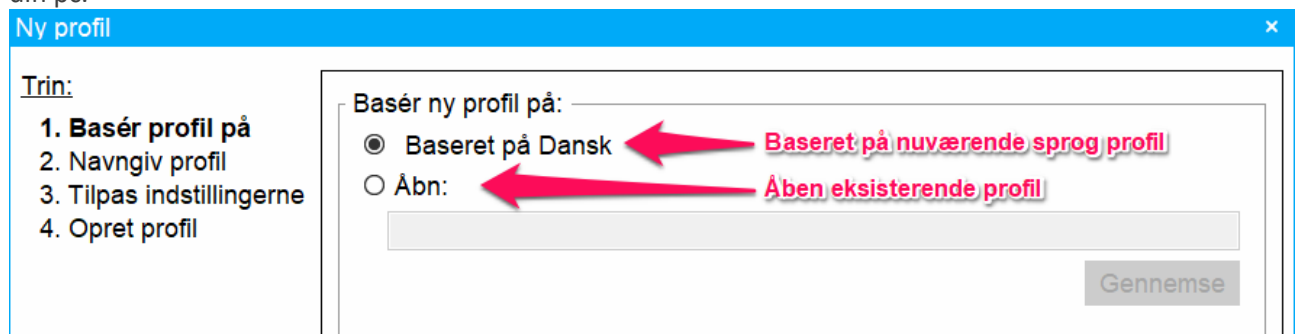 Ny profil
×
Trin:
1. Basér profil på
2. Navngiv profil
3. Tilpas indstillingerne
4. Opret profil
Basér ny profil på:
Baseret på Dansk
Baseret på nuværende sprog profil
Åbn:
Åben eksisterende profil
Gennemse